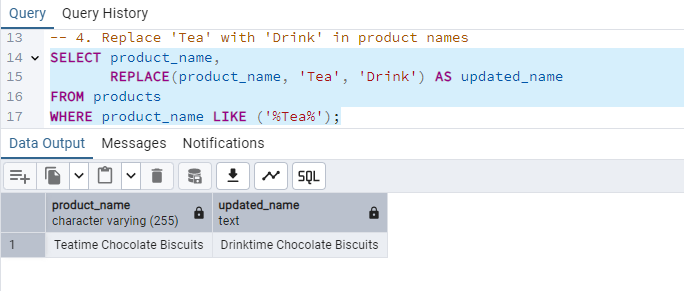 Query Query History
13 -- 4. Replace 'Tea' with 'Drink' in product names
14 SELECT product_name,
15 REPLACE(product_name, 'Tea', 'Drink') AS updated_name
16 FROM products
17 WHERE product_name LIKE ('%Tea%');
Data Output Messages Notifications
SQL
product_name updated_name
character varying (255) text
1 Teatime Chocolate Biscuits Drinktime Chocolate Biscuits